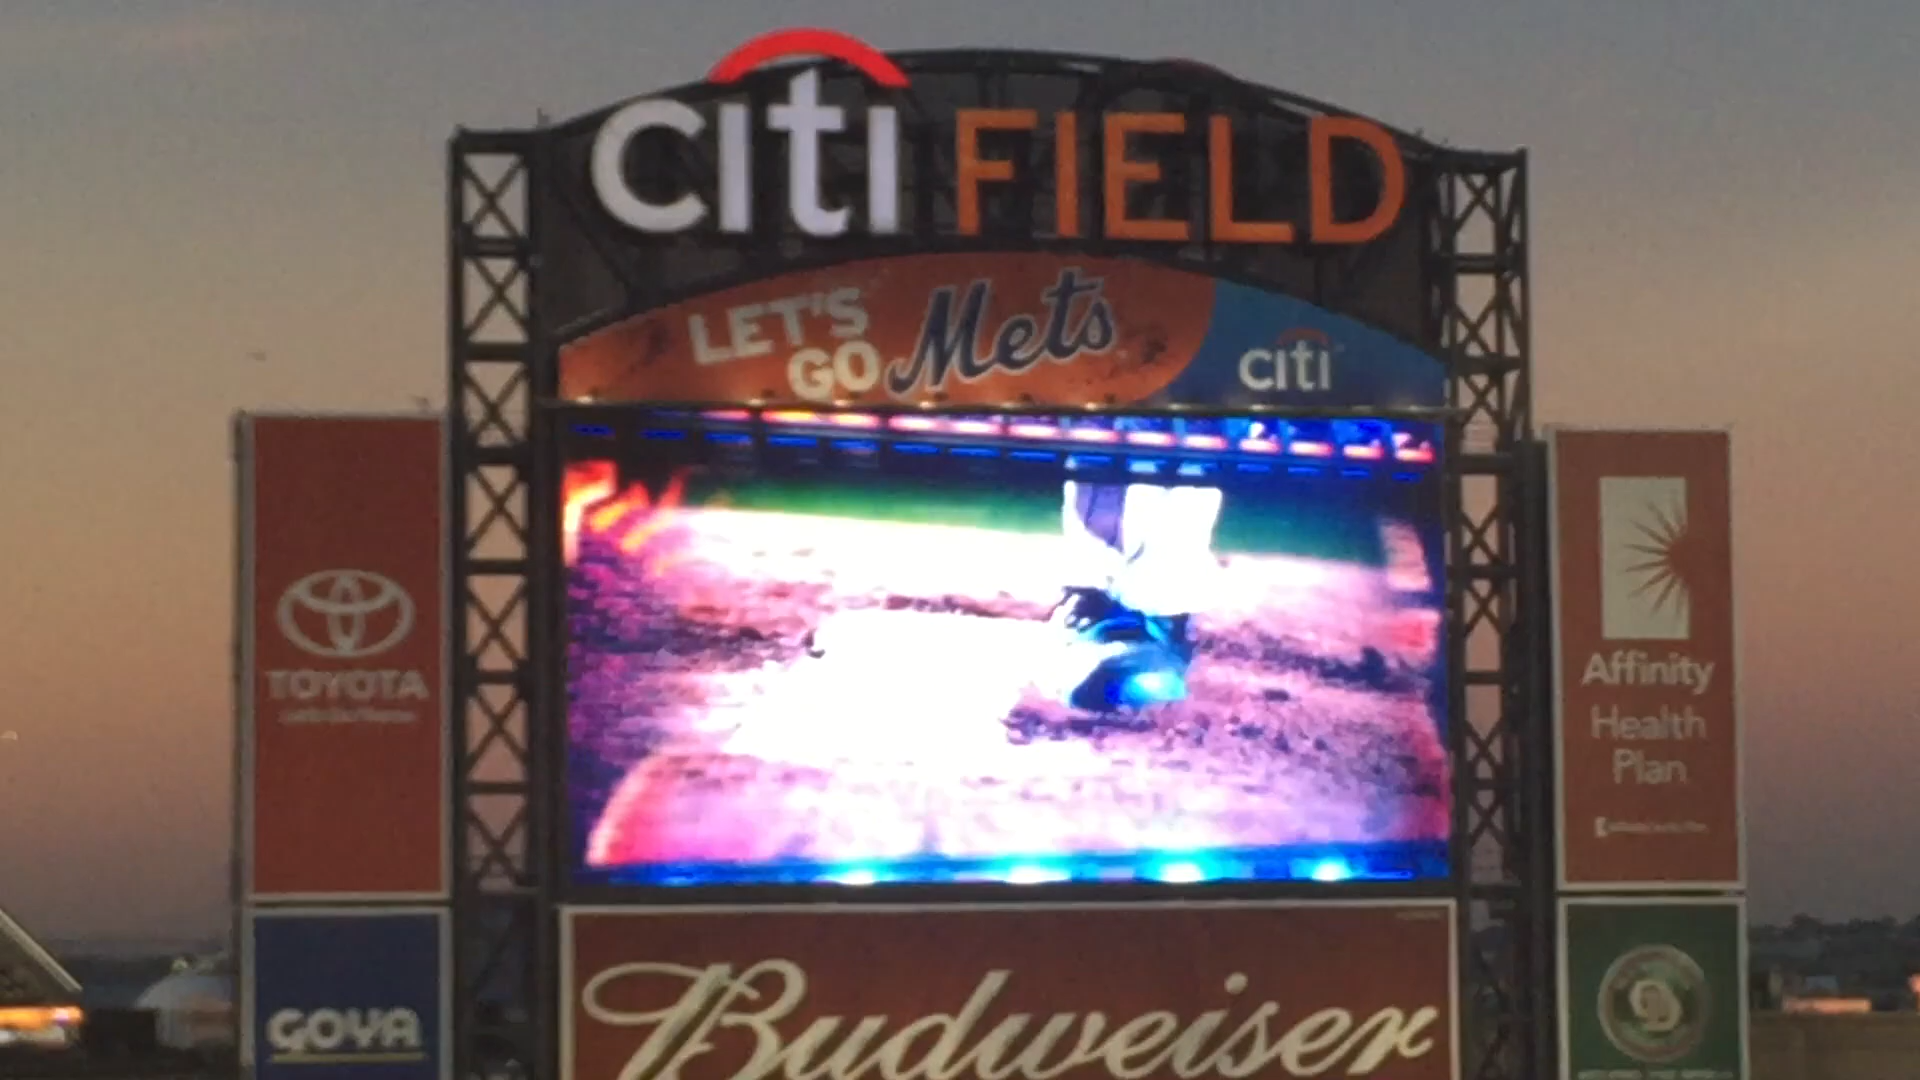 citi FIELD
LET'S
GO Mets
citi
TOYOTA
Affinity
Health
Plan
GOYA
Budweiser